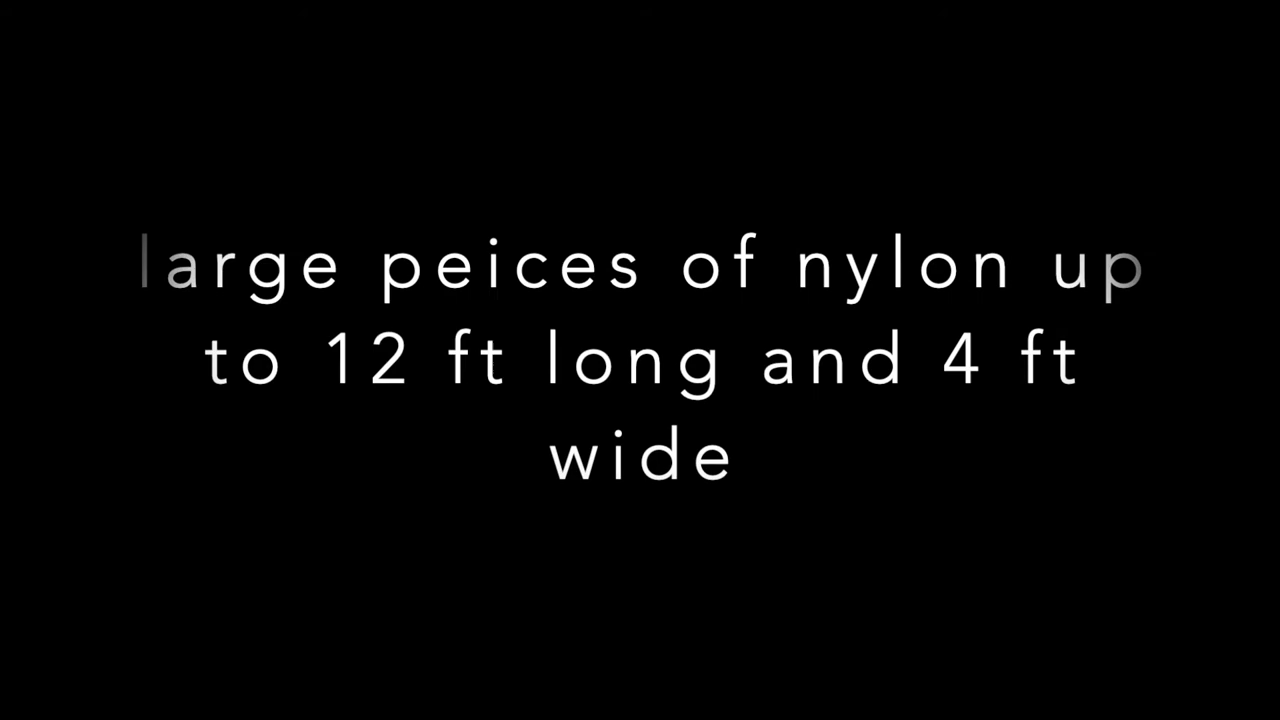 large peices of nylon up
to 12 ft long and 4 ft
wide